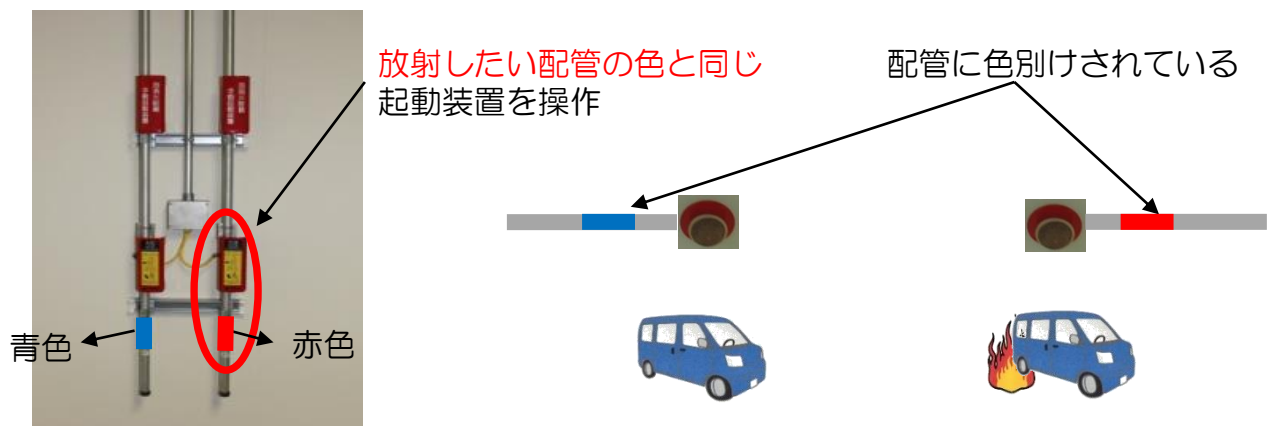 放射したい配管の色と同じ
起動装置を操作
配管に色別けされている
青色
赤色